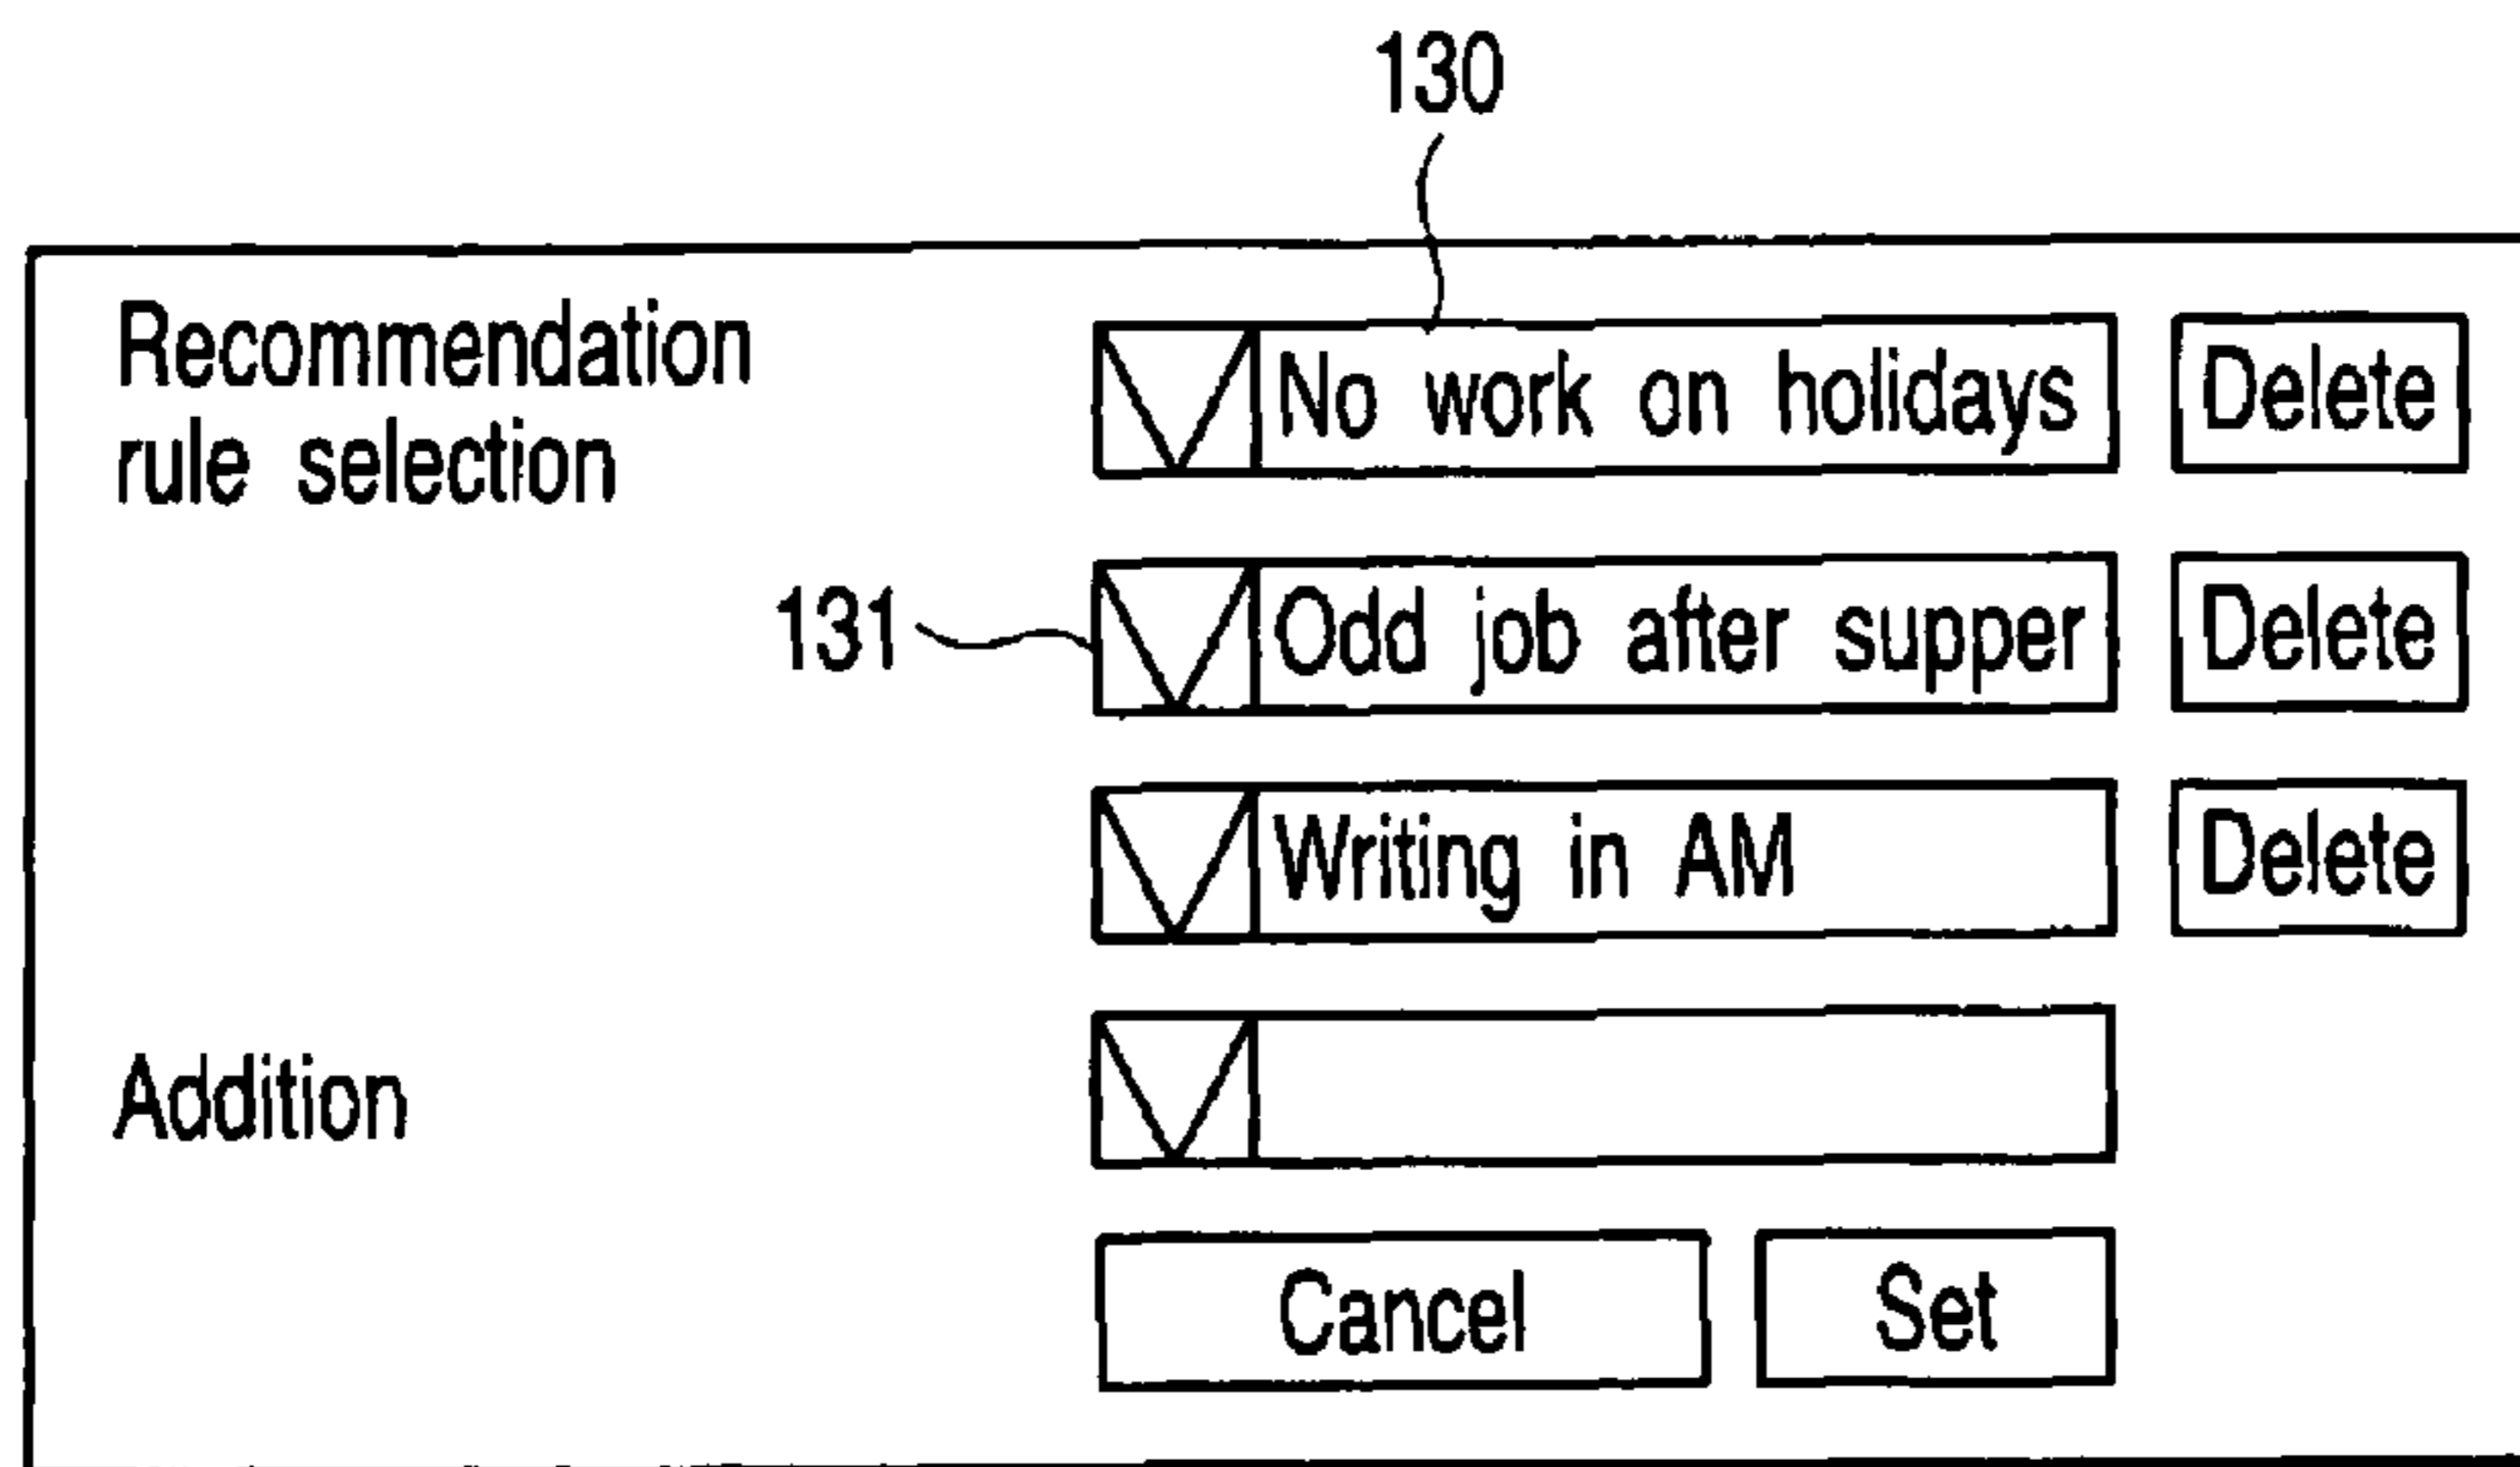 130
Recommendation
rule selection
No work on holidays
Delete
131
Odd job after supper
Delete
Writing in AM
Delete
Addition
Cancel
Set